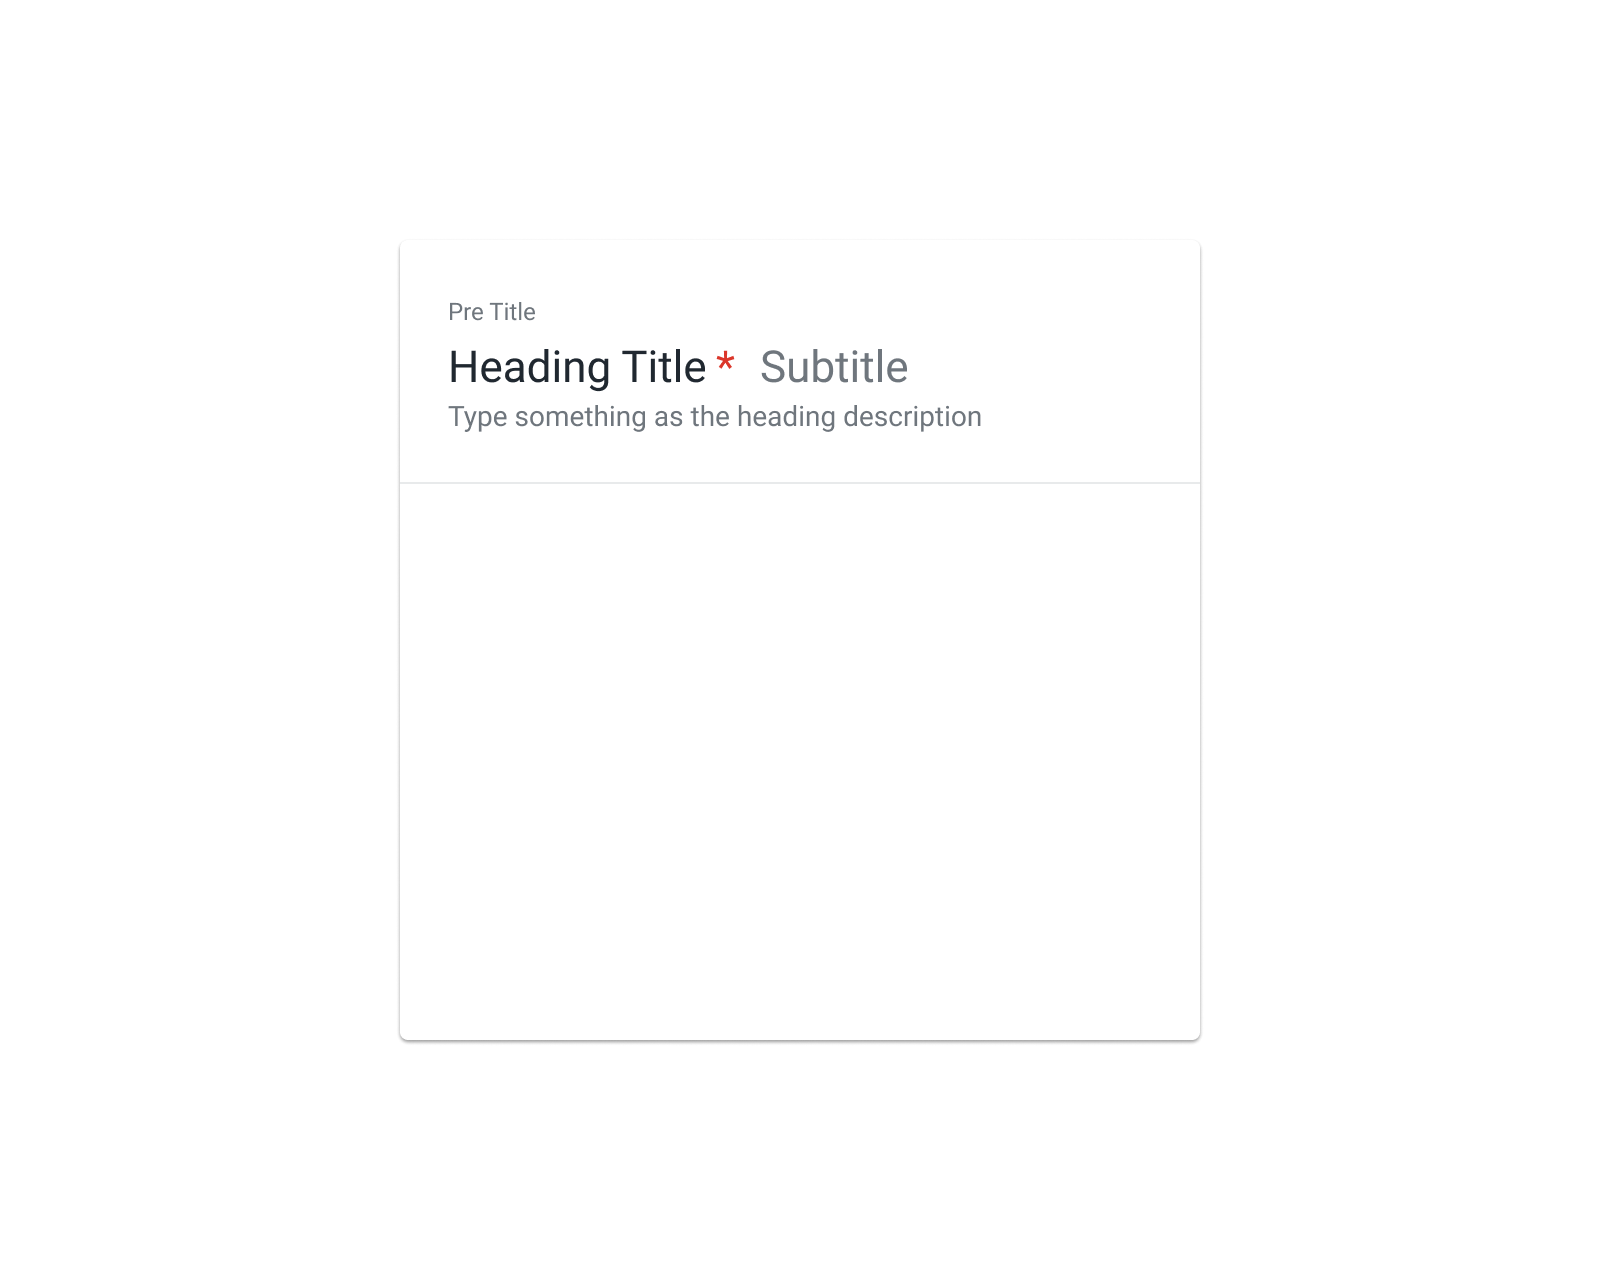 Pre Title
Heading Title * Subtitle
Type something as the heading description